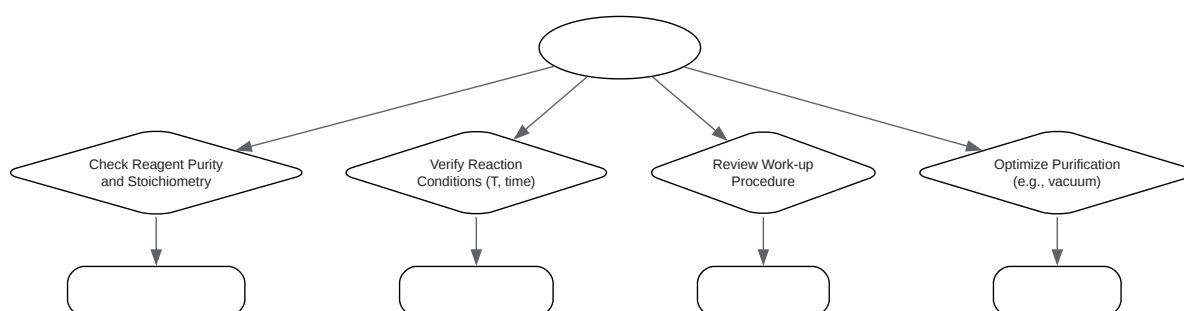 Check Reagent Purity
and Stoichiometry
Verify Reaction
Conditions (T, time)
Review Work-up
Procedure
Optimize Purification
(e.g., vacuum)